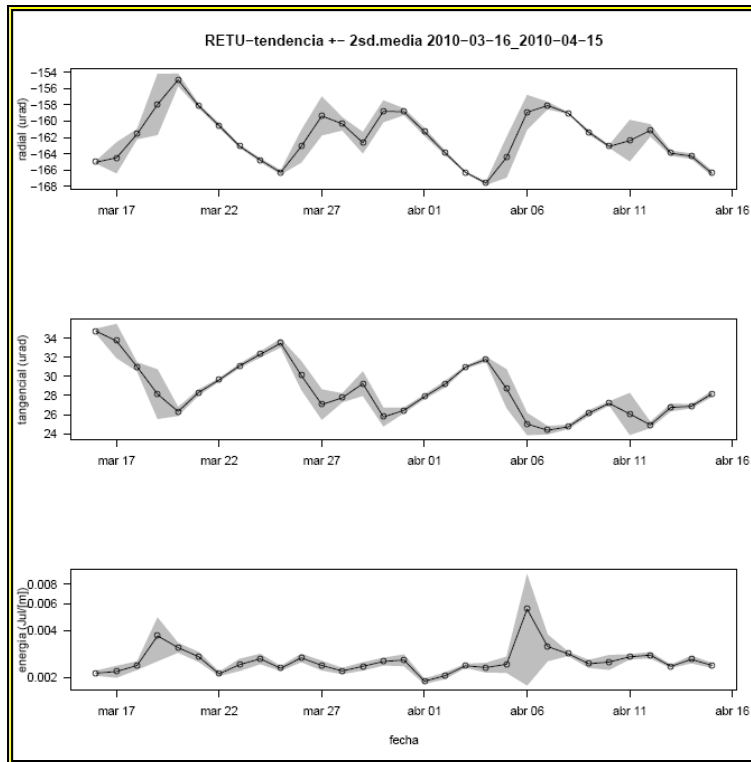 RETU−tendencia +− 2sd.media 2010−03−16_2010−04−15
radial (urad)
−154
−156
−158
−160
−162
−164
−166
−168
mar 17 mar 22 mar 27 abr 01 abr 06 abr 11 abr 16
tangencial (urad)
34
32
30
28
26
24
mar 17 mar 22 mar 27 abr 01 abr 06 abr 11 abr 16
energia (Jul/[m])
0.008
0.006
0.004
0.002
mar 17 mar 22 mar 27 abr 01 abr 06 abr 11 abr 16
fecha